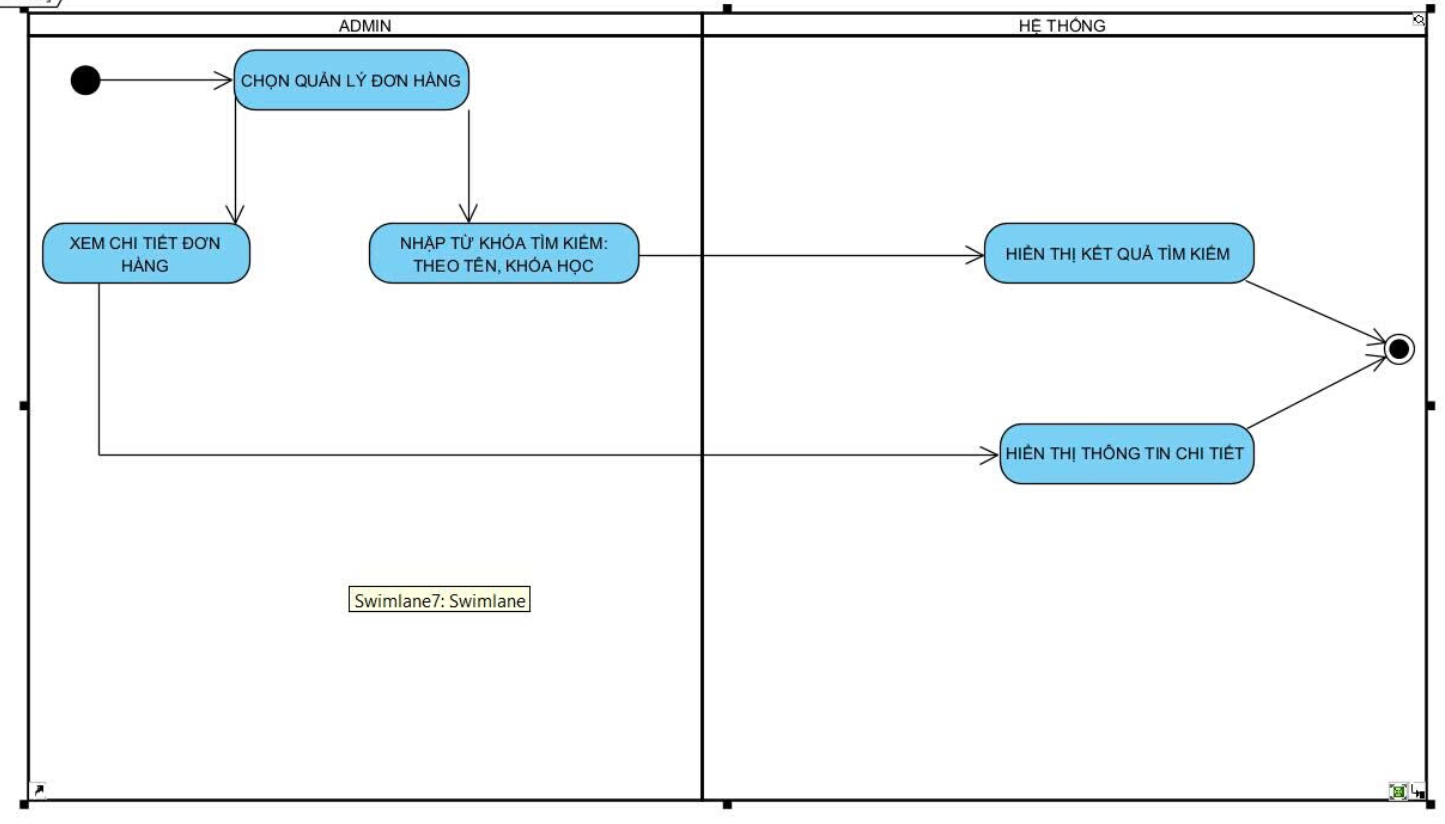 ADMIN
HỆ THỐNG
CHỌN QUẢN LÝ ĐƠN HÀNG
XEM CHI TIẾT ĐƠN
HÀNG
NHẬP TỪ KHÓA TÌM KIẾM:
THEO TÊN, KHÓA HỌC
HIỂN THỊ KẾT QUẢ TÌM KIẾM
HIỂN THỊ THÔNG TIN CHI TIẾT
Swimlane7: Swimlane